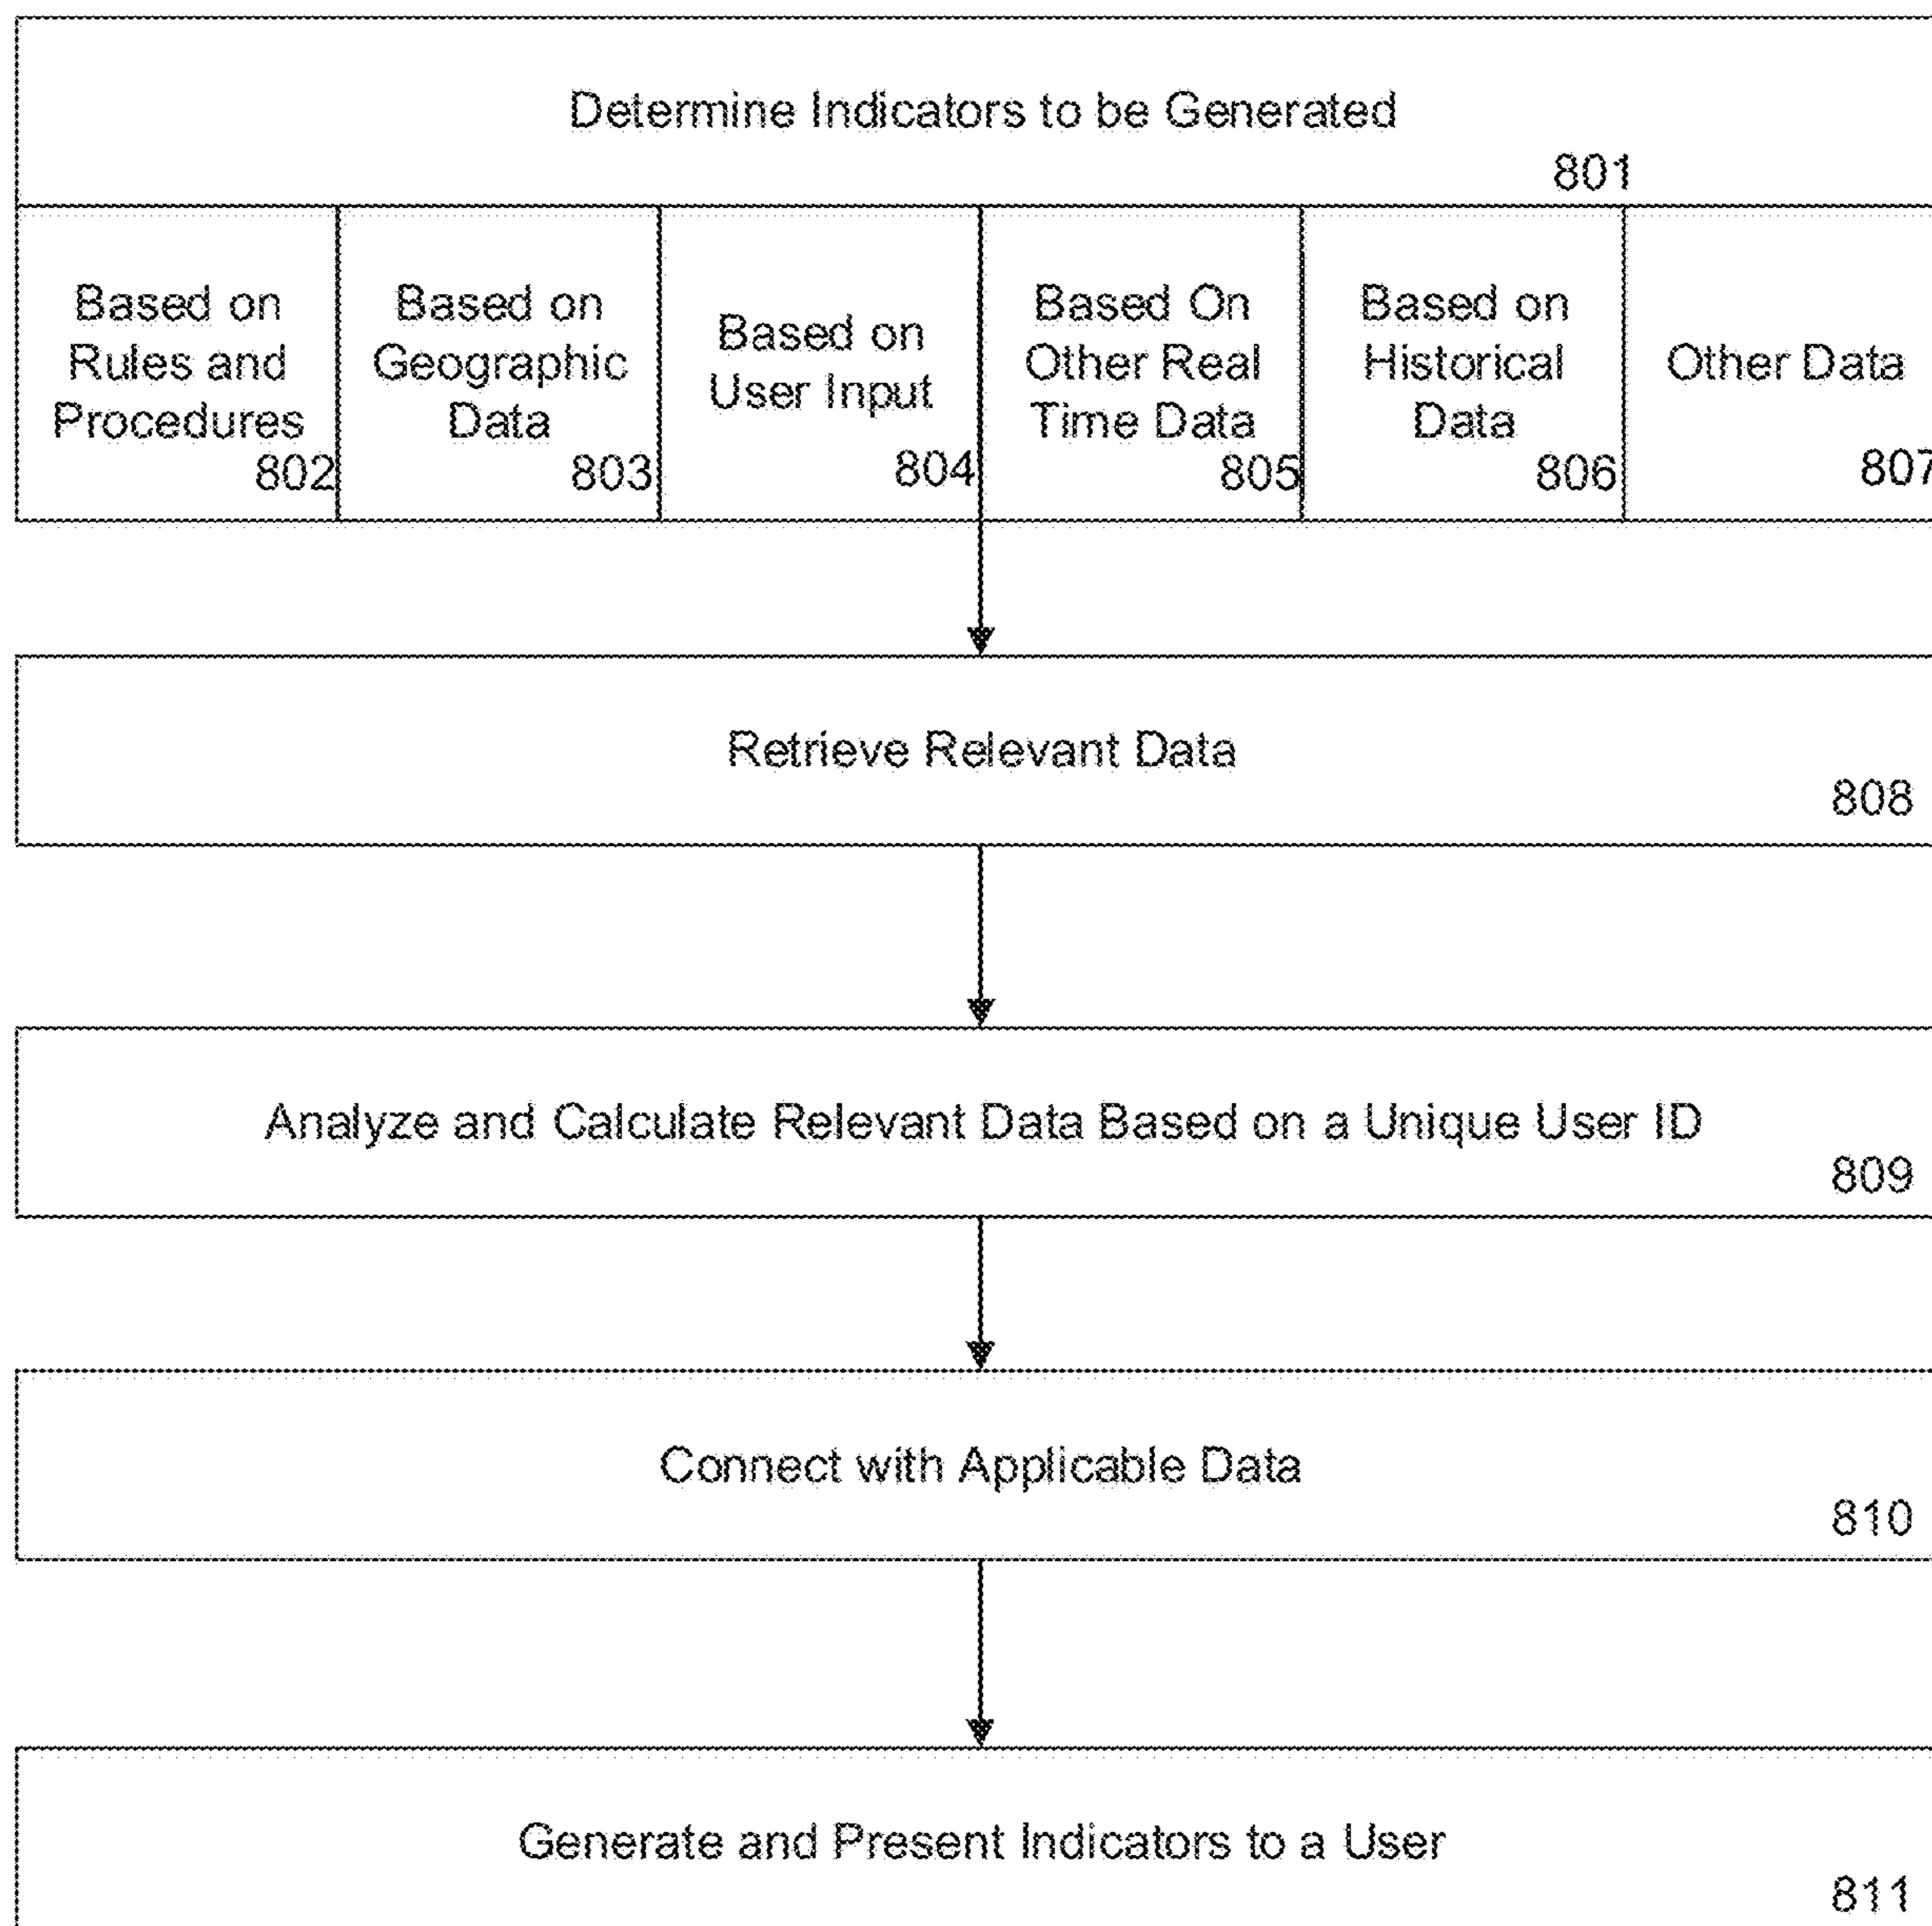 Determine Indicators to be Generated
801
Based on
Rules and
Procedures
802
Based on
Geographic
Data
803
Based on
User Input
804
Based On
Other Real
Time Data
805
Based on
Historical
Data
806
Other Data
807
Retrieve Relevant Data
808
Analyze and Calculate Relevant Data Based on a Unique User ID
809
Connect with Applicable Data
810
Generate and Present Indicators to a User
811